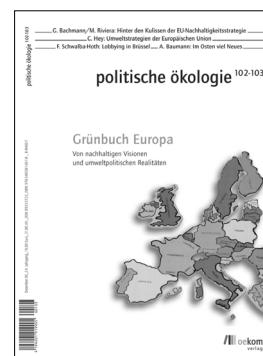 G. Bachmann/M. Riviera: Hinter den Kulissen der EU-Nachhaltigkeitsstrategie
C. Hey: Umweltstrategien der Europäischen Union
F. Schwalba-Hoth: Lobbying in Brüssel A. Baumann: Im Osten viel Neues
politische ökologie 102-103
politische ökologie 102-103
Grünbuch Europa
Von nachhaltigen Visionen
und umweltpolitischen Realitäten
oekom
verlag